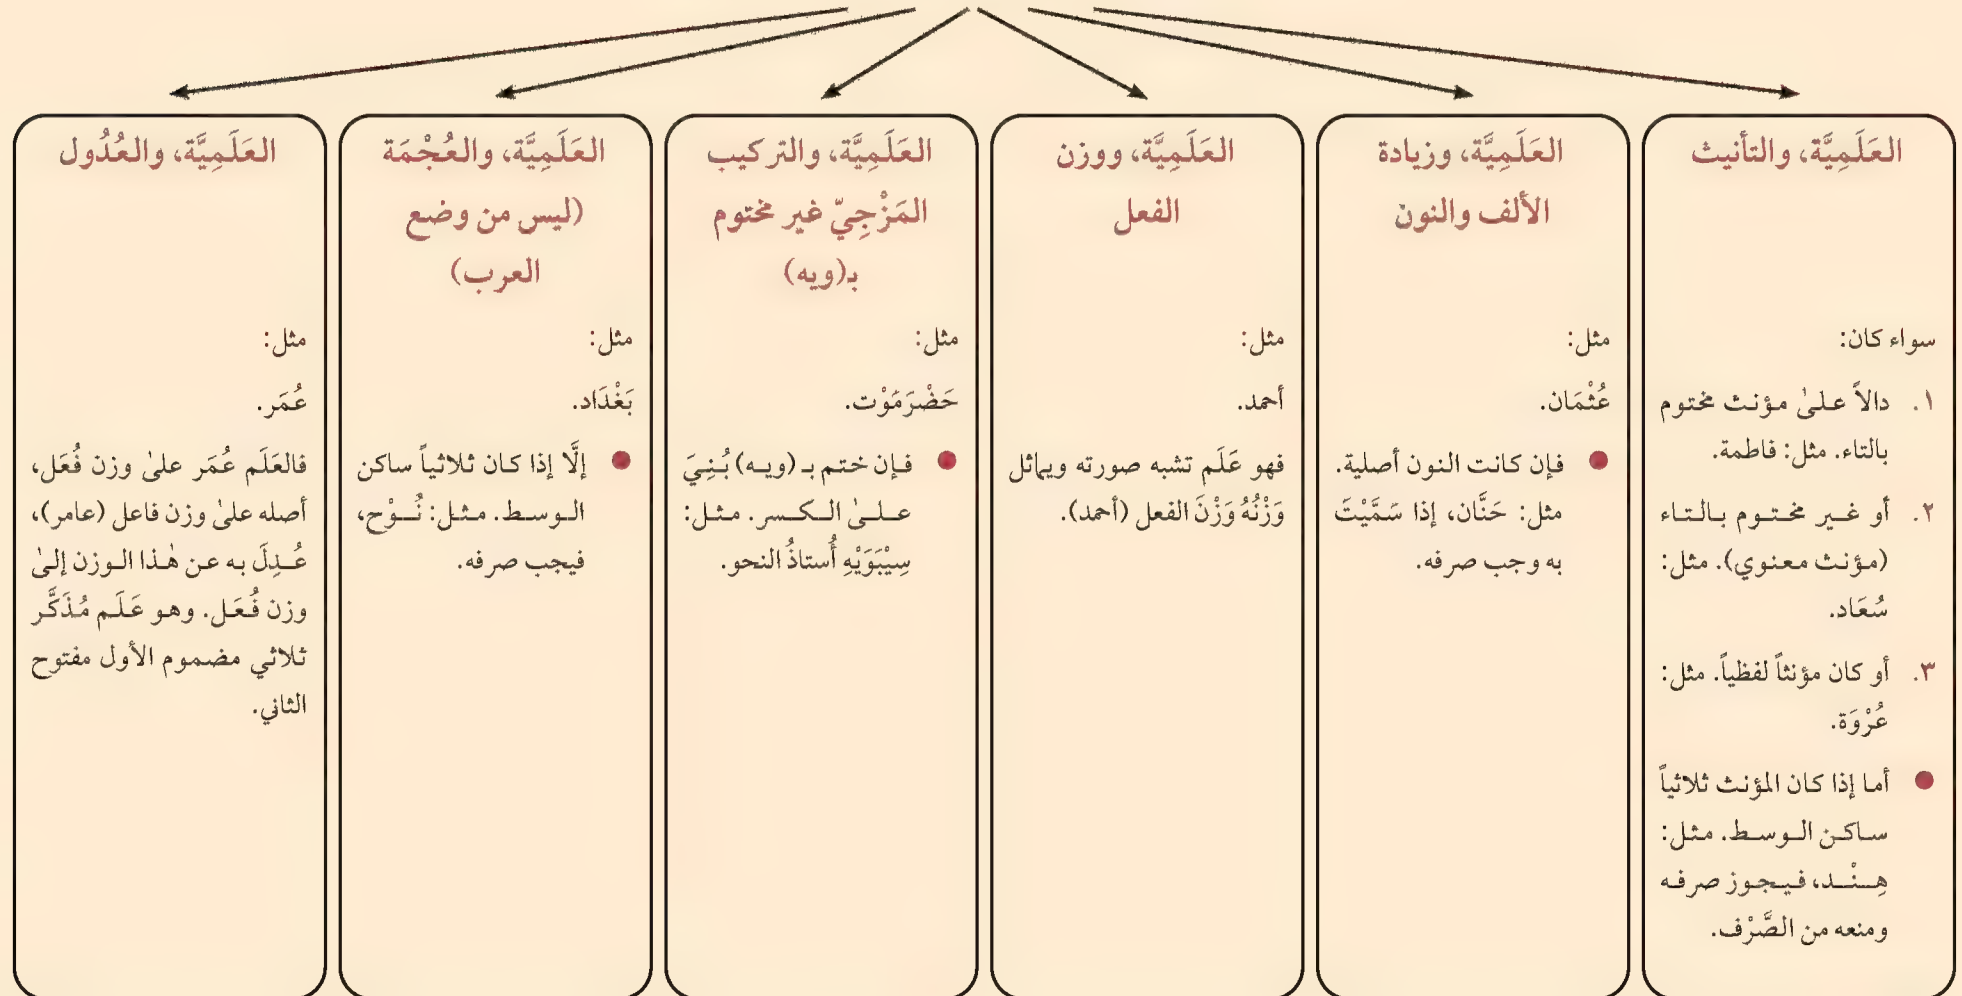 العَلَمِيَّة، والتأنيث
سواء كان:
١. دالاً علىٰ مؤنث مختوم
بالتاء. مثل: فاطمة.
٢. أو غير مختوم بالتاء
(مؤنث معنوي). مثل:
سُعَاد.
٣. أو كان مؤنثاً لفظياً. مثل:
عُرْوَة.
● أما إذا كان المؤنث ثلاثياً
ساكن الوسط. مثل:
هِنْد، فيجوز صرفه
ومنعه من الصَّرْف.
العَلَمِيَّة، وزيادة
الألف والنون
مثل:
عُثْمَان.
● فإن كانت النون أصلية.
مثل: حَنَّان، إذا سَمَّيْتَ
به وجب صرفه.
العَلَمِيَّة، ووزن
الفعل
مثل:
أحمد.
فهو عَلَم تشبه صورته ويماثل
وَزْنُهُ وَزْنَ الفعل (أحمد).
العَلَمِيَّة، والتركيب
المَزْجِيّ غير مختوم
بـ(ويه)
مثل:
حَضْرَمَوْت.
● فإن ختم بـ (ويه) بُنِيَ
علىٰ الكسر. مثل:
سِيْبَوَيْهِ أُستاذُ النحو.
العَلَمِيَّة، والعُجْمَة
(ليس من وضع
العرب)
مثل:
بَغْدَاد.
● إلَّا إذا كان ثلاثياً ساكن
الوسط. مثل: نُوْح،
فيجب صرفه.
العَلَمِيَّة، والعُدُول
مثل:
عُمَر.
فالعَلَم عُمَر علىٰ وزن فُعَل،
أصله علىٰ وزن فاعل (عامر)،
عُدِلَ به عن هٰذا الوزن إلىٰ
وزن فُعَل. وهو عَلَم مُذَكَّر
ثلاثي مضموم الأول مفتوح
الثاني.